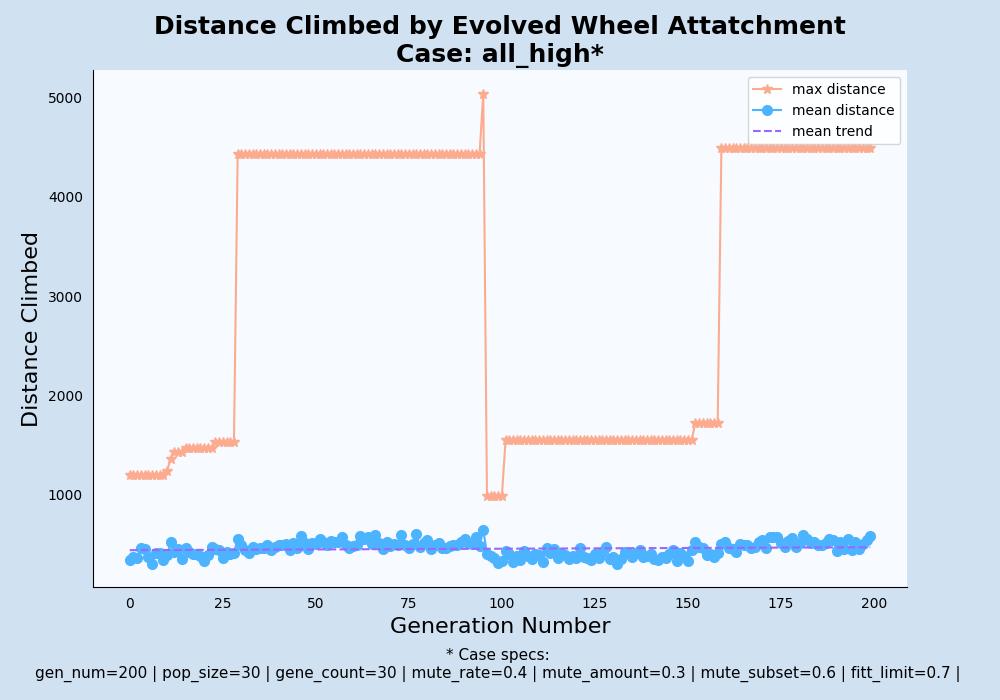 Distance Climbed by Evolved Wheel Attatchment
Case: all_high*
max distance
mean distance
mean trend
5000
4000
3000
2000
1000
Distance Climbed
0 25 50 75 100 125 150 175 200
Generation Number
* Case specs:
gen_num=200 | pop_size=30 | gene_count=30 | mute_rate=0.4 | mute_amount=0.3 | mute_subset=0.6 | fitt_limit=0.7 |